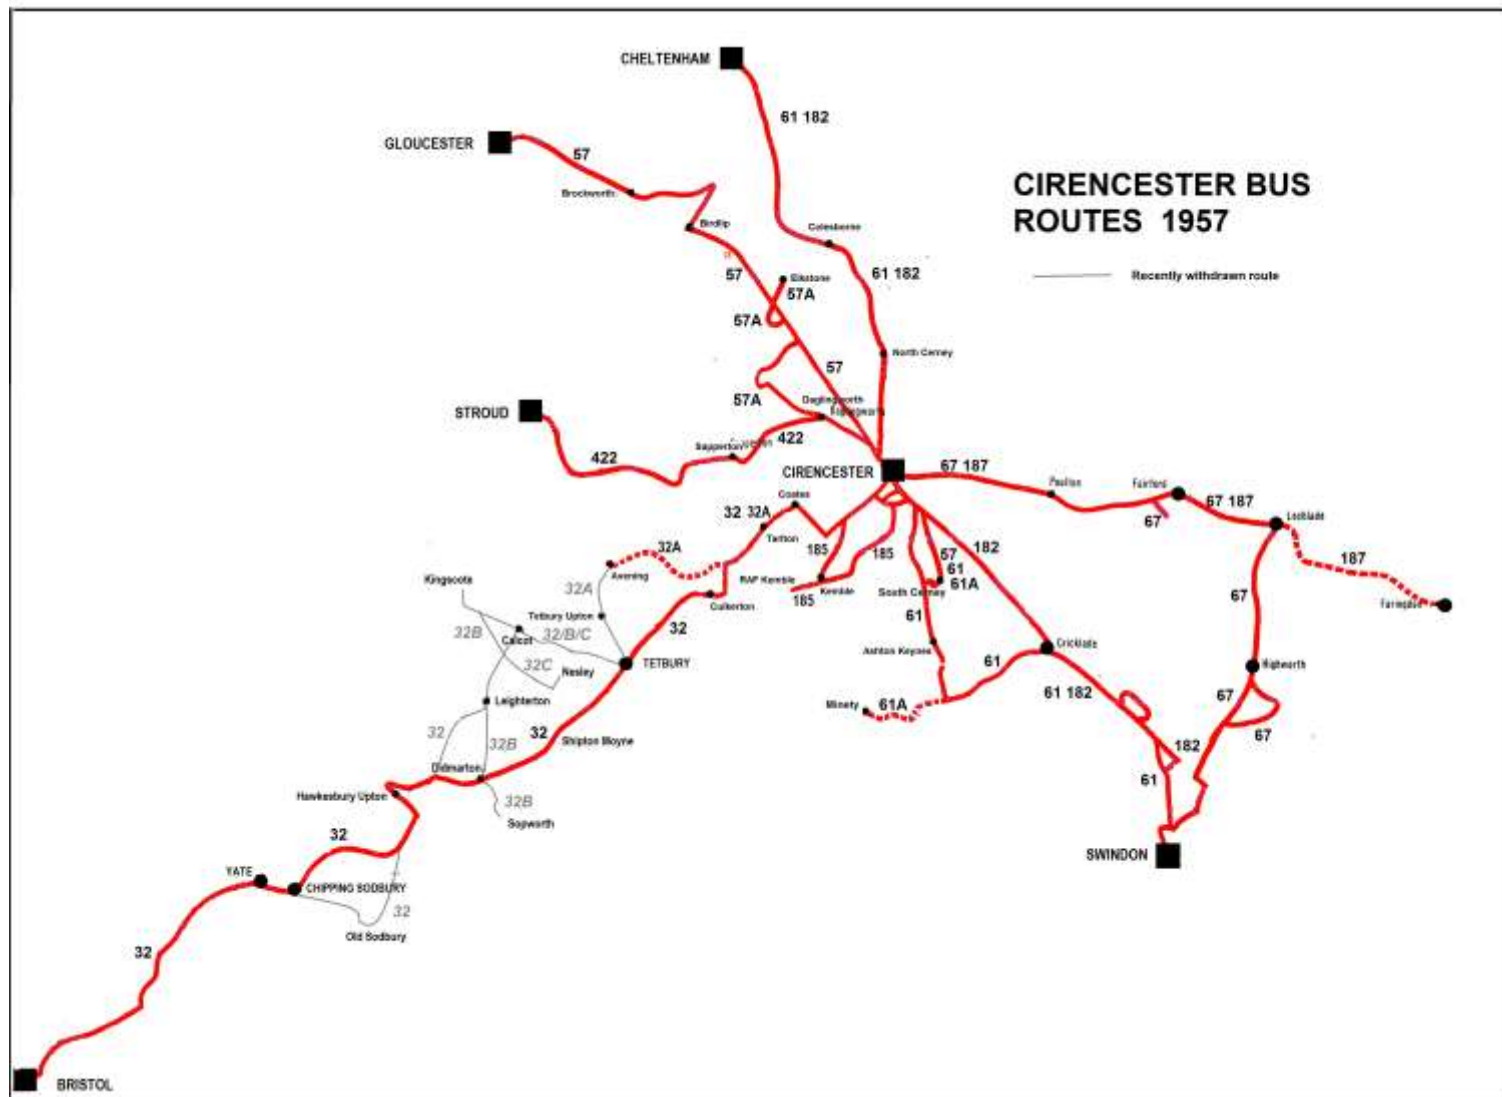 CHELTENHAM
61 182
GLOUCESTER
57
CIRENCESTER BUS
ROUTES 1957
Brockworth
Birdlip
Colesborne
57
Elkstone
57A
61 182
Recently withdrawn route
57A
North Cerney
57
57A
Daglingworth
STROUD
422
Sapperton
422
CIRENCESTER
67 187
Poulton
Fairford
67 187
67
Lechlade
187
Faringdon
Coates
32 32A
Tarlton
32A
185
185
57
61
61A
182
RAF Kemble
Kemble
185
South Cerney
Avening
Kingscote
32A
Culkerton
67
Tetbury Upton
32B
Calcot
32/B/C
32
61
Ashton Keynes
Cricklade
61
32C
Nesley
TETBURY
Highworth
61 182
67
Leighterton
Minety
61A
32
32
32B
Shipton Moyne
67
182
Didmarton
61
Hawkesbury Upton
32B
Sopworth
32
SWINDON
YATE
CHIPPING SODBURY
32
Old Sodbury
32
BRISTOL